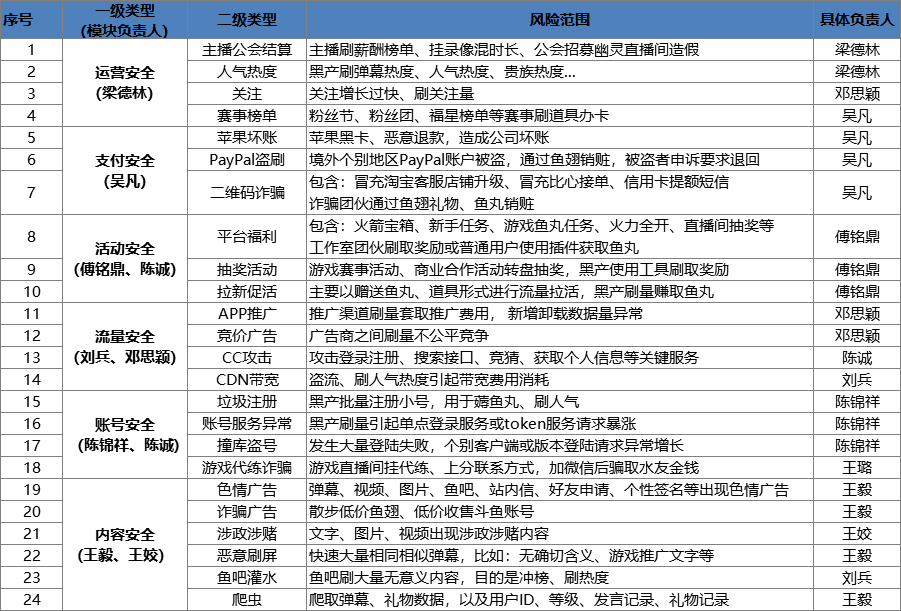 序号 一级类型 (模块负责人) 二级类型 风险范围 具体负责人
运营安全 (梁德林)
1 主播公会结算 主播刷薪酬榜单、挂录像混时长、公会招募幽灵直播间造假 梁德林
2 人气热度 黑产刷弹幕热度、人气热度、贵族热度... 梁德林
3 关注 关注增长过快、刷关注量 邓思颖
4 赛事榜单 粉丝节、粉丝团、福星榜单等赛事刷道具办卡 吴凡
支付安全 (吴凡)
5 苹果坏账 苹果黑卡、恶意退款，造成公司坏账 吴凡
6 PayPal盗刷 境外个别地区PayPal账户被盗，通过鱼翅销赃，被盗者申诉要求退回 吴凡
7 二维码诈骗 包含：冒充淘宝客服店铺升级、冒充比心接单、信用卡提额短信 吴凡
诈骗团伙通过鱼翅礼物、鱼丸销赃
活动安全 (傅铭鼎、陈诚)
8 平台福利 包含：火箭宝箱、新手任务、游戏鱼丸任务、火力全开、直播间抽奖等 傅铭鼎
工作室团伙刷取奖励或普通用户使用插件获取鱼丸
9 抽奖活动 游戏赛事活动、商业合作活动转盘抽奖，黑产使用工具刷取奖励 傅铭鼎
10 拉新促活 主要以赠送鱼丸、道具形式进行流量拉活，黑产刷量赚取鱼丸 傅铭鼎
流量安全 (刘兵、邓思颖)
11 APP推广 推广渠道刷量套取推广费用， 新增卸载数据量异常 邓思颖
12 竞价广告 广告商之间刷量不公平竞争 邓思颖
13 CC攻击 攻击登录注册、搜索接口、竞猜、获取个人信息等关键服务 陈诚
14 CDN带宽 盗流、刷人气热度引起带宽费用消耗 刘兵
账号安全 (陈锦祥、陈诚)
15 垃圾注册 黑产批量注册小号，用于薅鱼丸、刷人气 陈锦祥
16 账号服务异常 黑产刷量引起单点登录服务或token服务请求暴涨 陈锦祥
17 撞库盗号 发生大量登陆失败，个别客户端或版本登陆请求异常增长 陈锦祥
18 游戏代练诈骗 游戏直播间挂代练、上分联系方式，加微信后骗取水友金钱 王璐
内容安全 (王毅、王姣)
19 色情广告 弹幕、视频、图片、鱼吧、站内信、好友申请、个性签名等出现色情广告 王毅
20 诈骗广告 散步低价鱼翅、低价收售斗鱼账号 王毅
21 涉政涉赌 文字、图片、视频出现涉政涉赌内容 王姣
22 恶意刷屏 快速大量相同相似弹幕，比如：无确切含义、游戏推广文字等 王毅
23 鱼吧灌水 鱼吧刷大量无意义内容，目的是冲榜、刷热度 刘兵
24 爬虫 爬取弹幕、礼物数据，以及用户ID、等级、发言记录、礼物记录 王毅